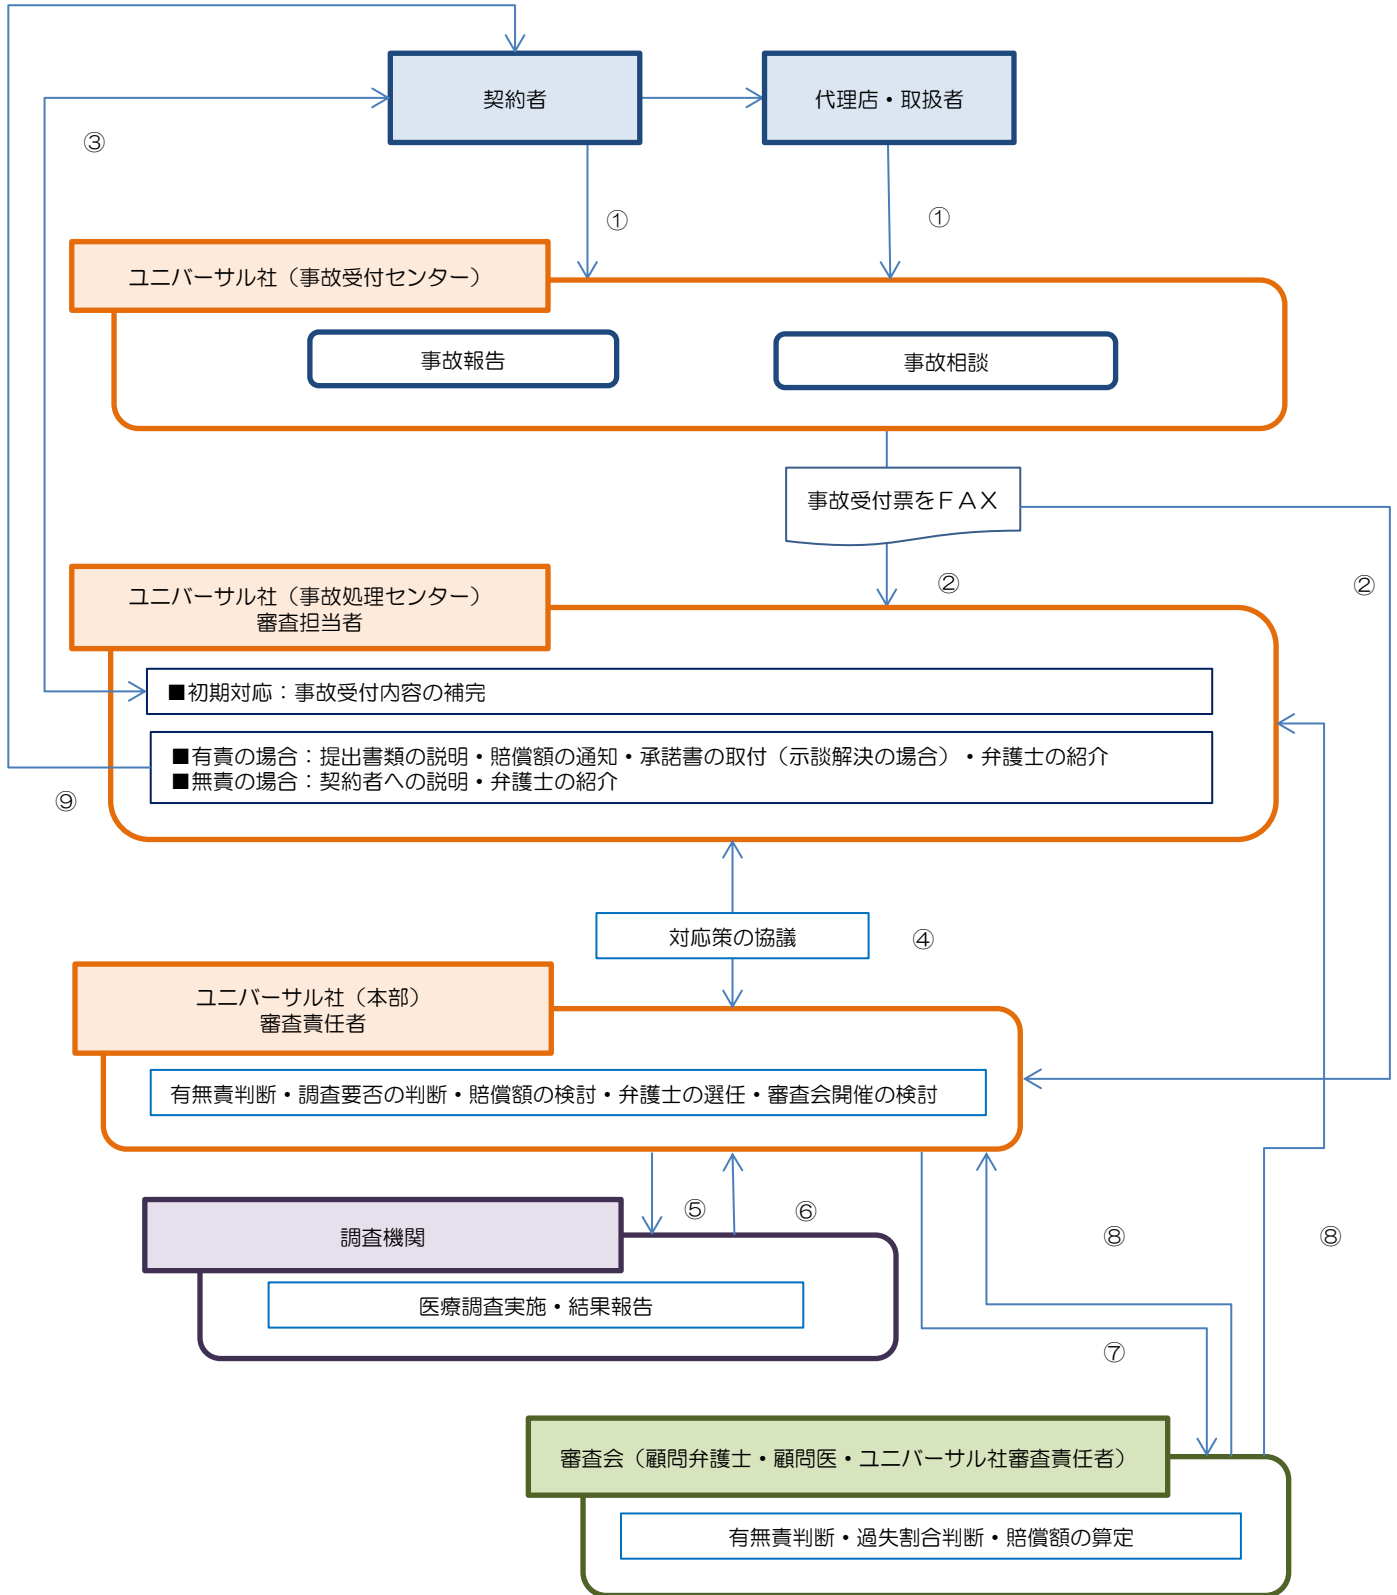 契約者
代理店・取扱者
③
①
①
ユニバーサル社（事故受付センター）
事故報告
事故相談
事故受付票をＦＡＸ
②
②
ユニバーサル社（事故処理センター）
審査担当者
■初期対応：事故受付内容の補完
■有責の場合：提出書類の説明・賠償額の通知・承諾書の取付（示談解決の場合）・弁護士の紹介
■無責の場合：契約者への説明・弁護士の紹介
⑨
対応策の協議
④
ユニバーサル社（本部）
審査責任者
有無責判断・調査要否の判断・賠償額の検討・弁護士の選任・審査会開催の検討
⑤
⑥
調査機関
⑧
⑧
医療調査実施・結果報告
⑦
審査会（顧問弁護士・顧問医・ユニバーサル社審査責任者）
有無責判断・過失割合判断・賠償額の算定